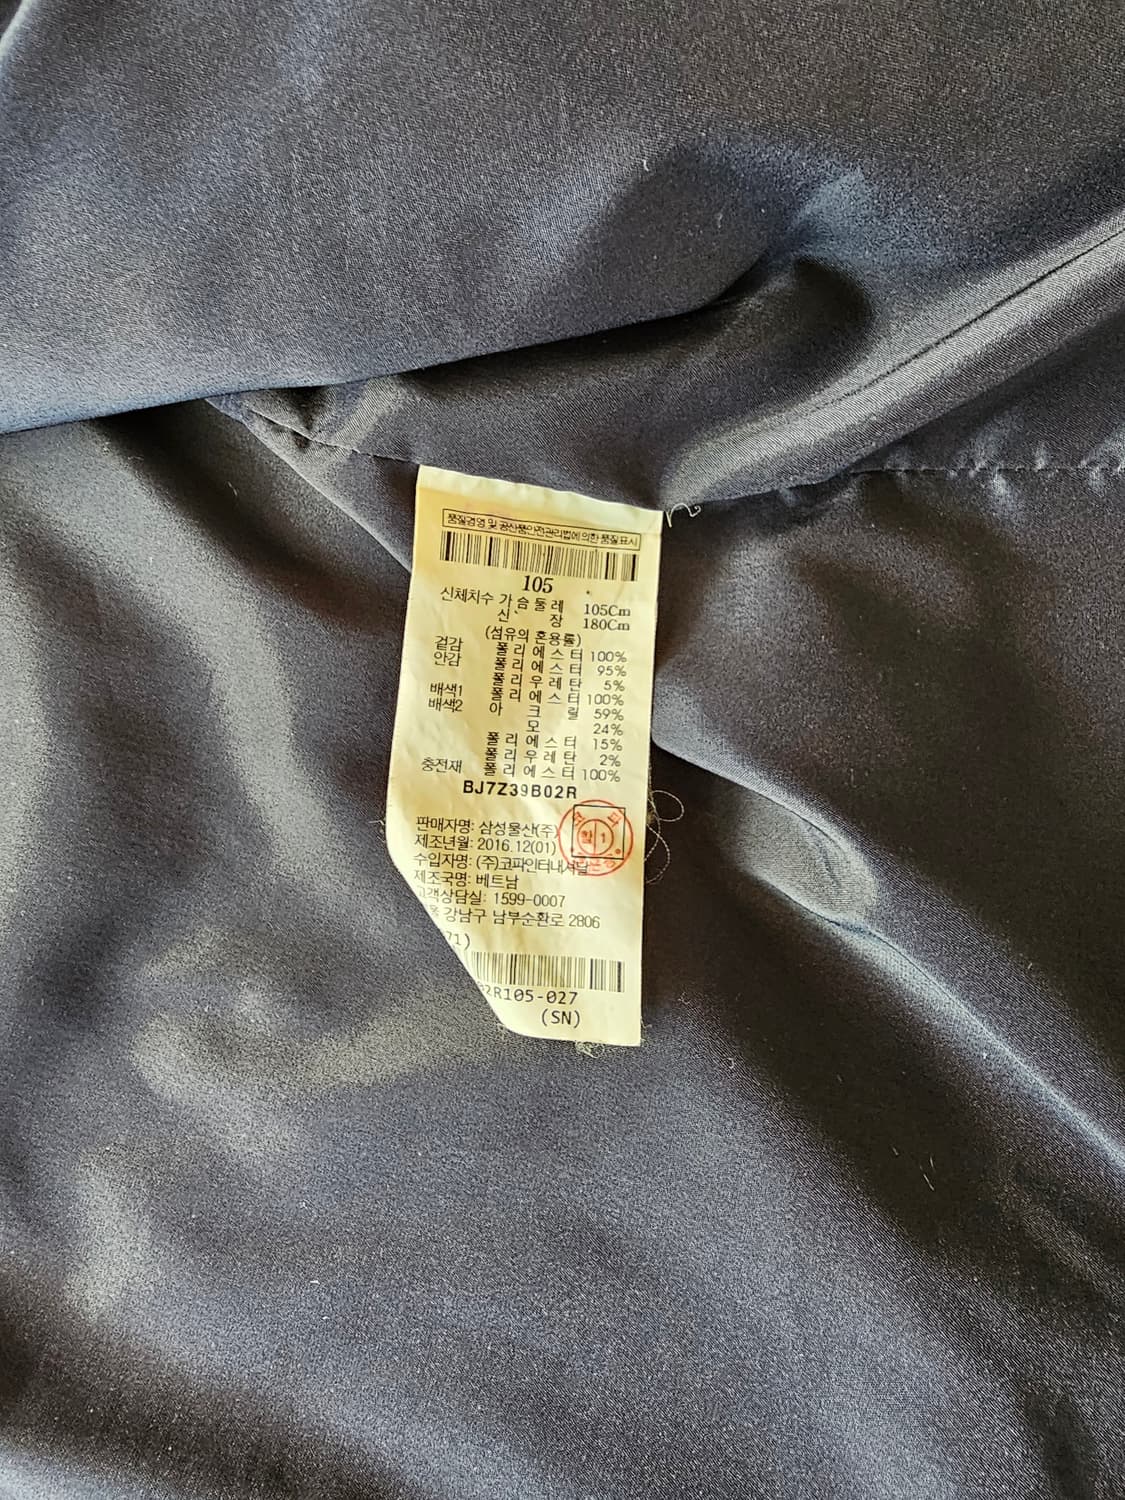 품질경영 및 공산품안전관리법에 의한 품질표시
105
신체치수 가슴둘레 105Cm
신 장 180Cm
(섬유의 혼용률)
겉감 폴리에스터 100%
안감 폴리에스터 95%
폴리우레탄 5%
배색1 폴리에스터 100%
배색2 아크릴 59%
모 24%
폴리에스터 15%
폴리우레탄 2%
충전재 폴리에스터 100%
BJ7Z39B02R
판매자명: 삼성물산(주)
제조년월: 2016.12(01)
수입자명: (주)코파인터내셔날
제조국명: 베트남
고객상담실: 1599-0007
강남구 남부순환로 2806
71)
2R105-027
(SN)